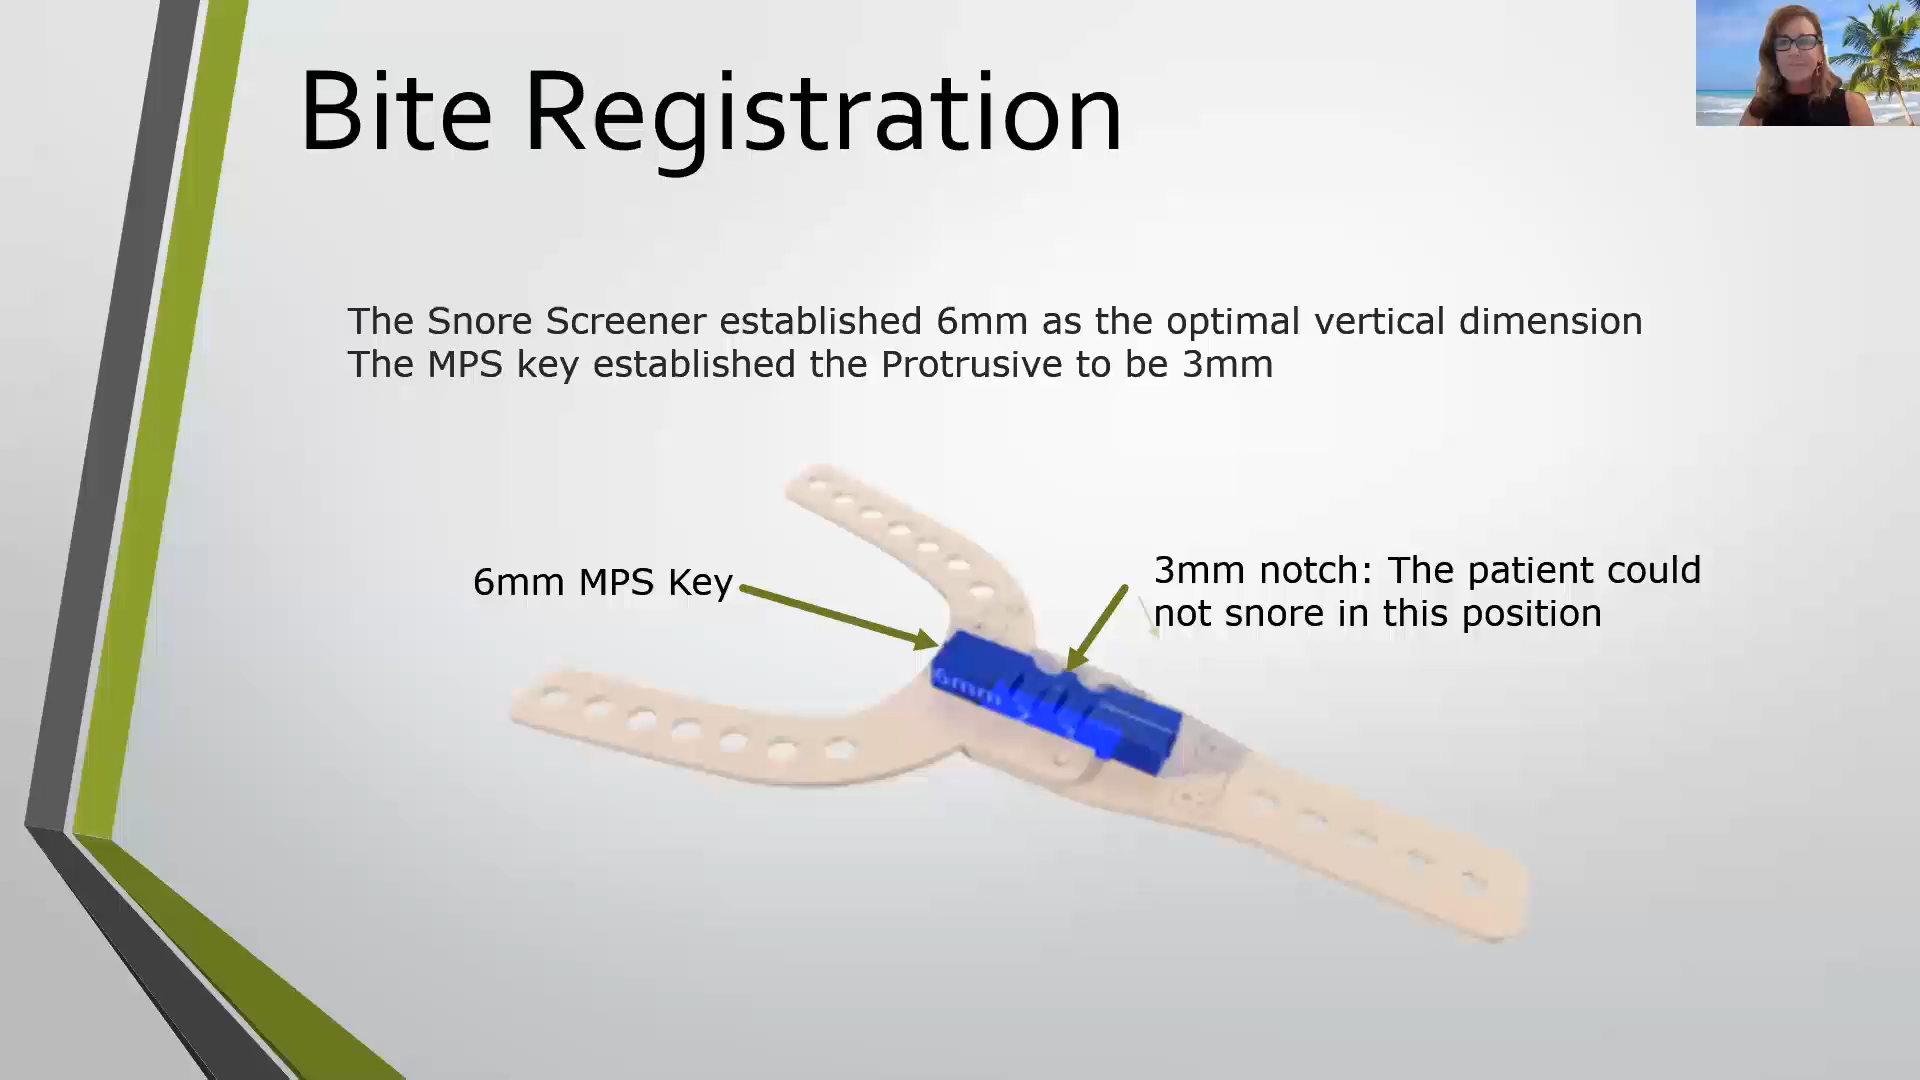 Bite Registration
The Snore Screener established 6mm as the optimal vertical dimension
The MPS key established the Protrusive to be 3mm
6mm MPS Key
3mm notch: The patient could
not snore in this position
6mm